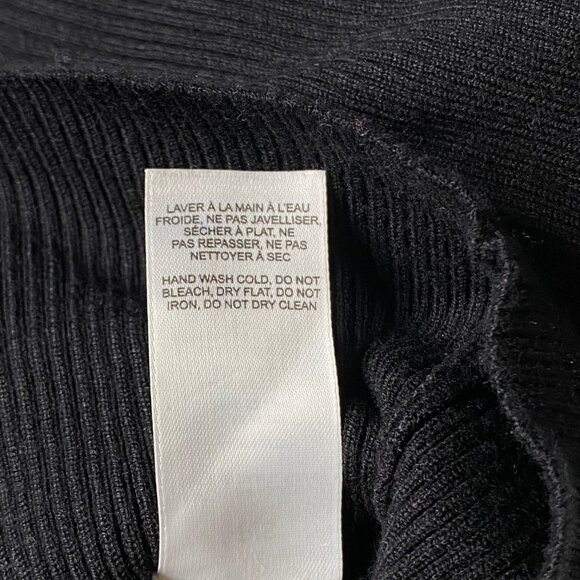 LAVER À LA MAIN À L'EAU
FROIDE, NE PAS JAVELLISER,
SÉCHER À PLAT, NE
PAS REPASSER, NE PAS
NETTOYER À SEC
HAND WASH COLD, DO NOT
BLEACH, DRY FLAT, DO NOT
IRON, DO NOT DRY CLEAN